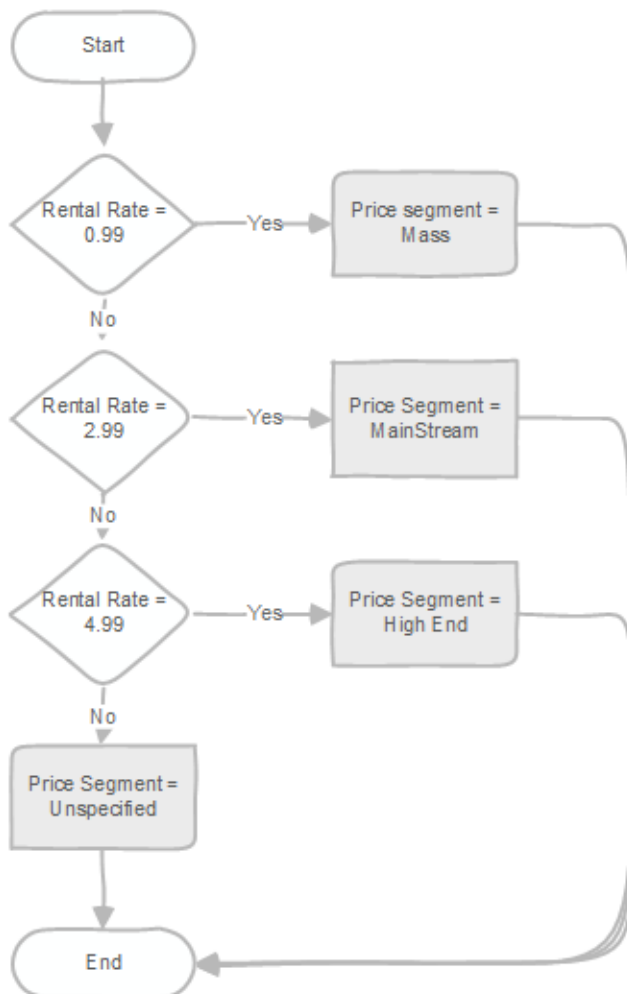 Start
Rental Rate =
0.99
Yes
Price segment =
Mass
No
Rental Rate =
2.99
Yes
Price Segment =
MainStream
No
Rental Rate =
4.99
Yes
Price Segment =
High End
No
Price Segment =
Unspecified
End